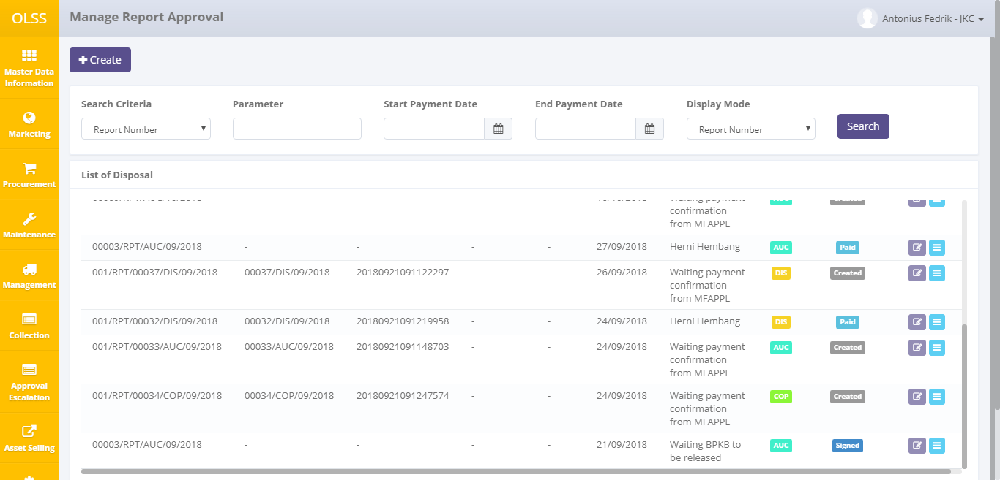 OLSS
Manage Report Approval
Antonius Fedrik - JKC
Master Data
Information
Marketing
Procurement
Maintenance
Management
Collection
Approval
Escalation
Asset Selling
Create
Search Criteria
Parameter
Start Payment Date
End Payment Date
Display Mode
Report Number
Report Number
Search
List of Disposal
Waiting payment
confirmation
from MFAPPL
00003/RPT/AUC/09/2018 - - - - 27/09/2018 Herni Hembang AUC Paid
001/RPT/00037/DIS/09/2018 00037/DIS/09/2018 20180921091122297 - - 26/09/2018 Waiting payment DIS Created
confirmation
from MFAPPL
001/RPT/00032/DIS/09/2018 00032/DIS/09/2018 20180921091219958 - - 24/09/2018 Herni Hembang DIS Paid
001/RPT/00033/AUC/09/2018 00033/AUC/09/2018 20180921091148703 - - 24/09/2018 Waiting payment AUC Created
confirmation
from MFAPPL
001/RPT/00034/COP/09/2018 00034/COP/09/2018 20180921091247574 - - 24/09/2018 Waiting payment COP Created
confirmation
from MFAPPL
00003/RPT/AUC/09/2018 - - - - 21/09/2018 Waiting BPKB to AUC Signed
be released